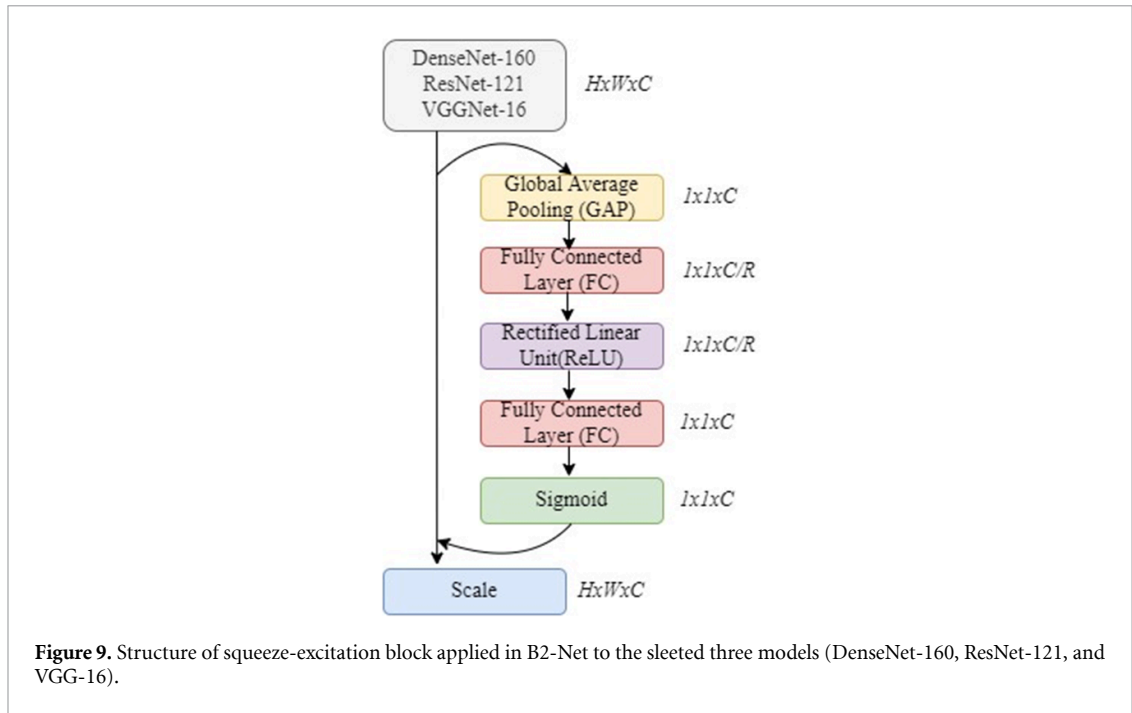 DenseNet-160
ResNet-121
VGGNet-16
HxWxC
Global Average
Pooling (GAP)
1x1xC
Fully Connected
Layer (FC)
1x1xC/R
Rectified Linear
Unit(ReLU)
1x1xC/R
Fully Connected
Layer (FC)
1x1xC
Sigmoid
1x1xC
Scale
HxWxC
Figure 9. Structure of squeeze-excitation block applied in B2-Net to the sleeted three models (DenseNet-160, ResNet-121, and
VGG-16).